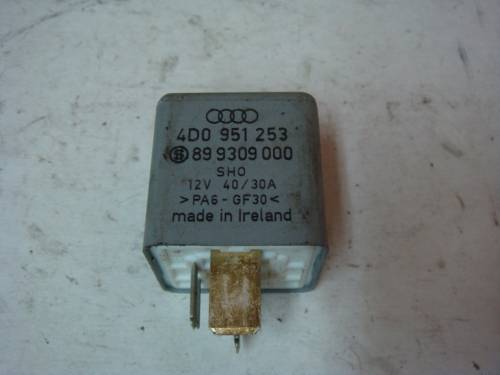 4D0 951 253
89 9309 000
SHO
12V 40/30A
>PA6-GF30<
made in Ireland